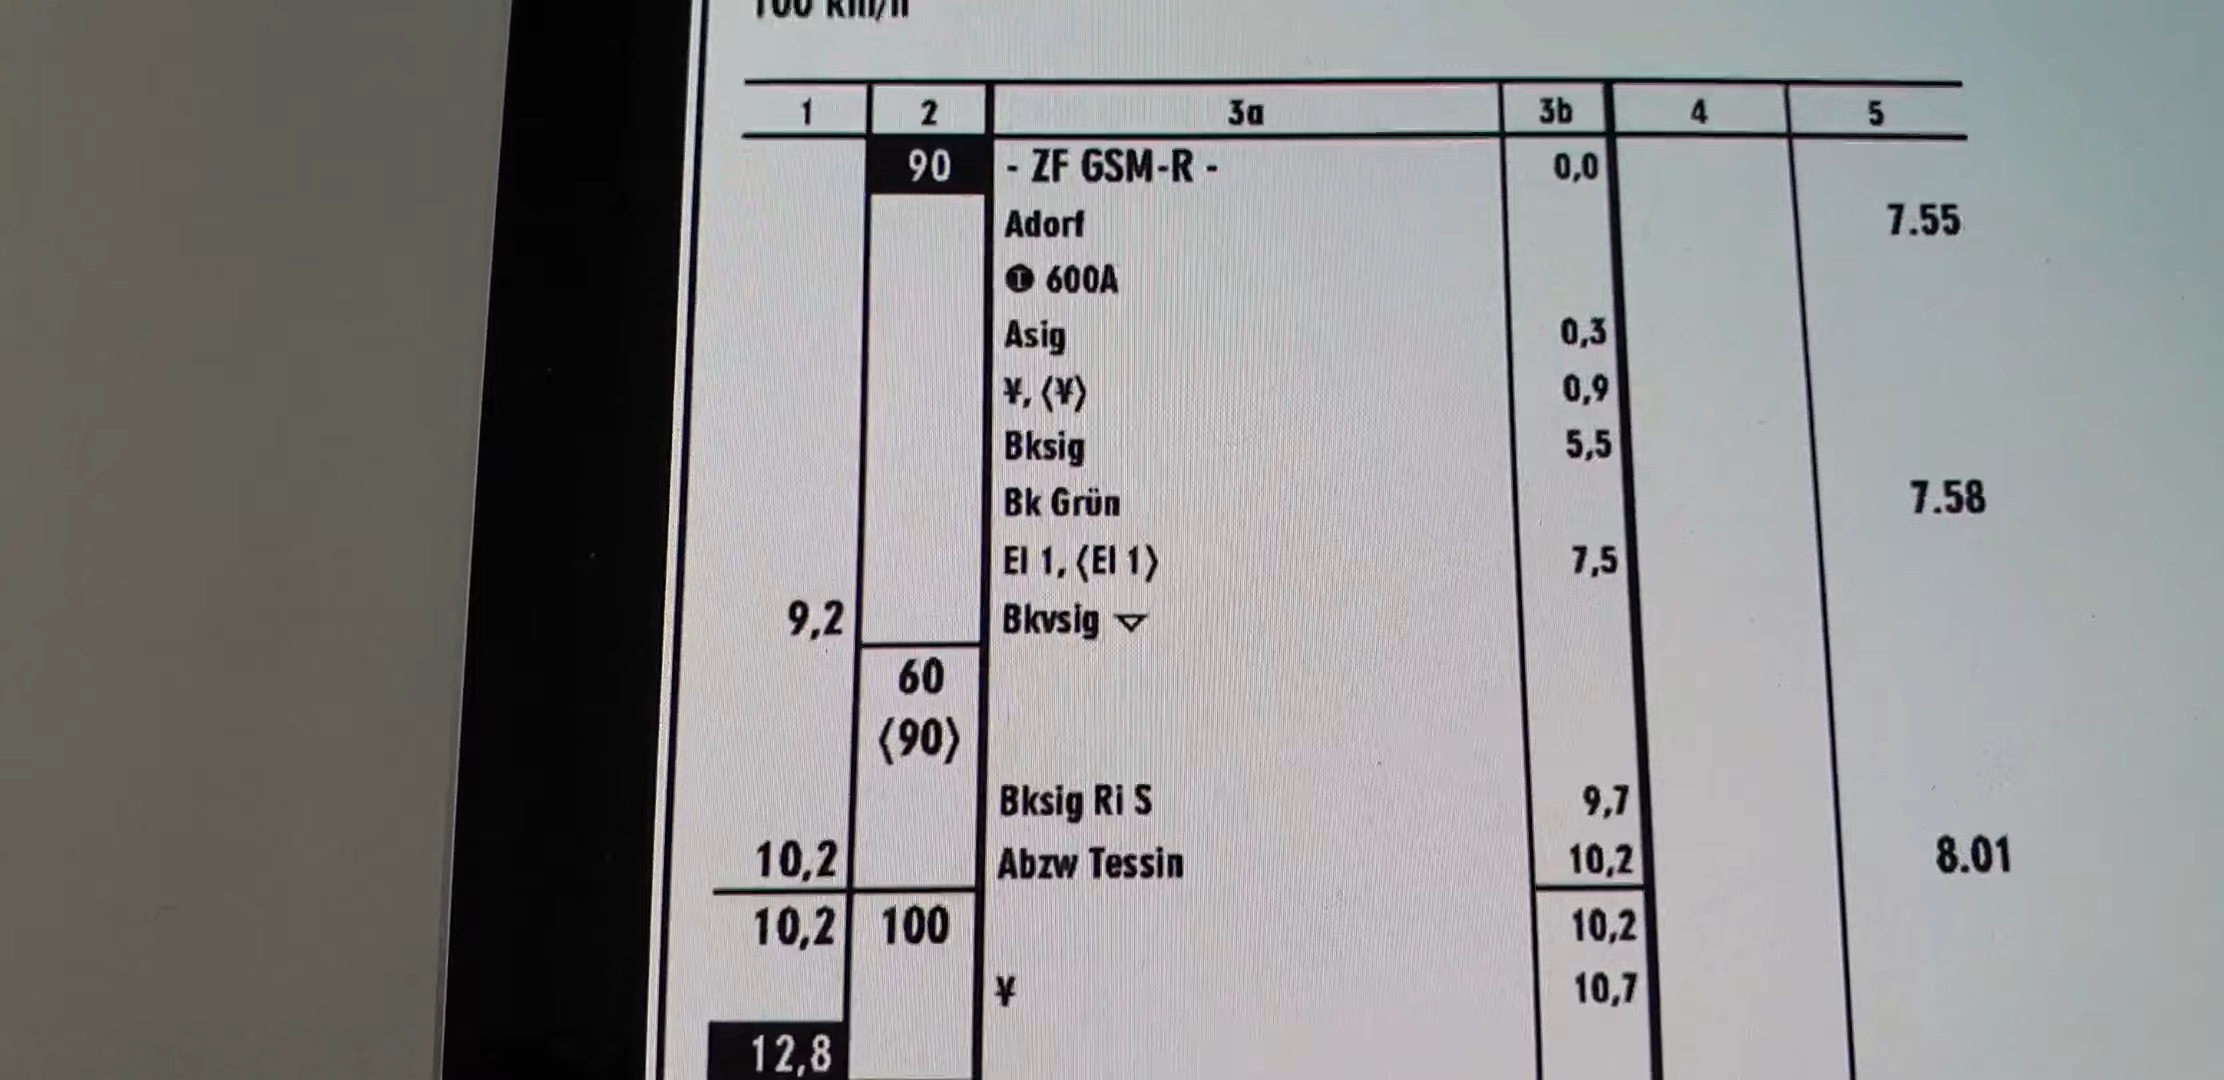 100 km/h
1 2 3a 3b 4 5
90 - ZF GSM-R - 0,0
Adorf 7.55
T 600A
Asig 0,3
¥, ⟨¥⟩ 0,9
Bksig 5,5
Bk Grün 7.58
El 1, ⟨El 1⟩ 7,5
9,2 Bkvsig ▽
60
⟨90⟩
Bksig Ri S 9,7
10,2 Abzw Tessin 10,2 8.01
10,2 100 10,2
¥ 10,7
12,8